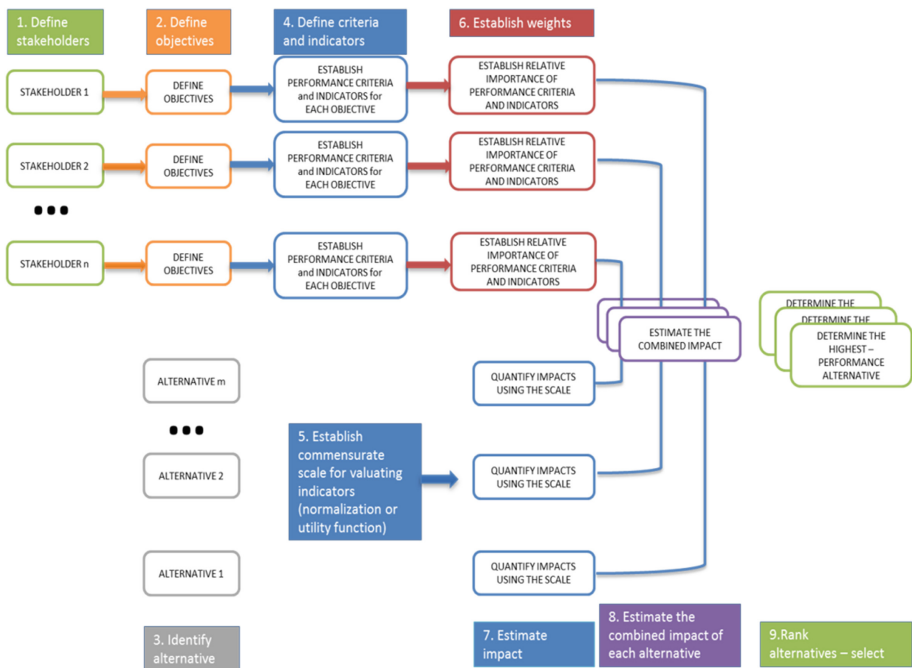 1. Define
stakeholders
2. Define
objectives
4. Define criteria
and indicators
6. Establish weights
STAKEHOLDER 1
DEFINE
OBJECTIVES
ESTABLISH
PERFORMANCE CRITERIA
and INDICATORS for
EACH OBJECTIVE
ESTABLISH RELATIVE
IMPORTANCE OF
PERFORMANCE CRITERIA
AND INDICATORS
STAKEHOLDER 2
DEFINE
OBJECTIVES
ESTABLISH
PERFORMANCE CRITERIA
and INDICATORS for
EACH OBJECTIVE
ESTABLISH RELATIVE
IMPORTANCE OF
PERFORMANCE CRITERIA
AND INDICATORS
•••
STAKEHOLDER n
DEFINE
OBJECTIVES
ESTABLISH
PERFORMANCE CRITERIA
and INDICATORS for
EACH OBJECTIVE
ESTABLISH RELATIVE
IMPORTANCE OF
PERFORMANCE CRITERIA
AND INDICATORS
ESTIMATE THE
COMBINED IMPACT
DETERMINE THE
DETERMINE THE
DETERMINE THE
HIGHEST –
PERFORMANCE
ALTERNATIVE
ALTERNATIVE m
QUANTIFY IMPACTS
USING THE SCALE
•••
5. Establish
commensurate
scale for valuating
indicators
(normalization or
utility function)
ALTERNATIVE 2
QUANTIFY IMPACTS
USING THE SCALE
ALTERNATIVE 1
QUANTIFY IMPACTS
USING THE SCALE
3. Identify
alternative
7. Estimate
impact
8. Estimate the
combined impact of
each alternative
9.Rank
alternatives – select